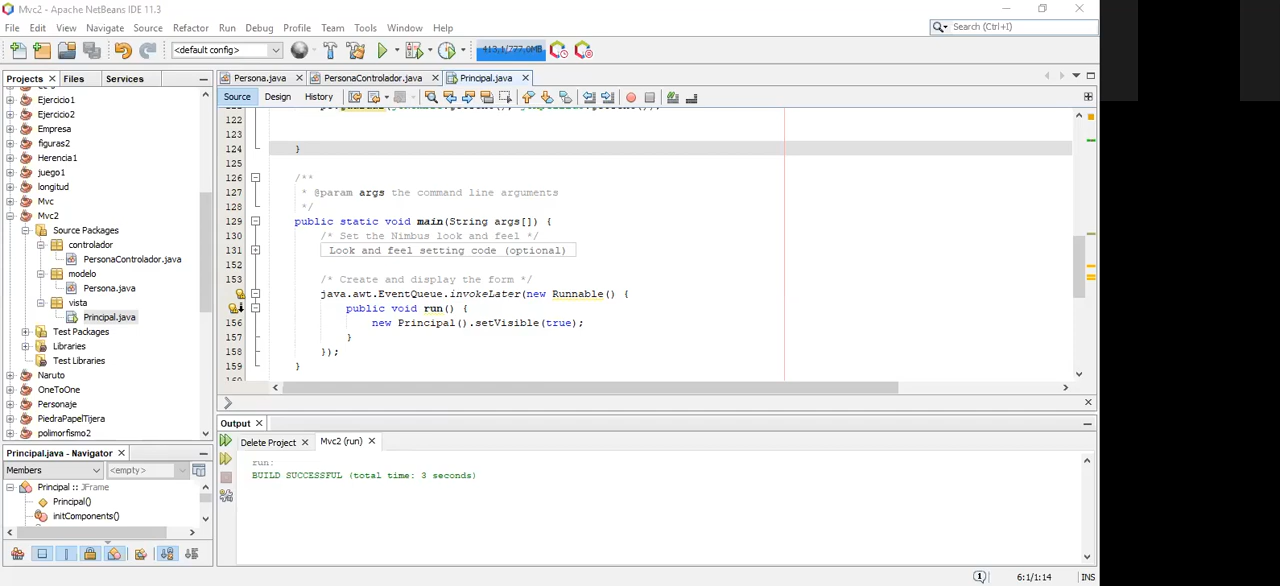 Mvc2 - Apache NetBeans IDE 11.3
File Edit View Navigate Source Refactor Run Debug Profile Team Tools Window Help
Search (Ctrl+I)
<default config>
413,1/777,0MB
Projects Files Services
Persona.java PersonaControlador.java Principal.java
Source Design History
Ejercicio1
Ejercicio2
Empresa
figuras2
Herencia1
juego1
longitud
Mvc
Mvc2
Source Packages
controlador
PersonaControlador.java
modelo
Persona.java
vista
Principal.java
Test Packages
Libraries
Test Libraries
Naruto
OneToOne
Personaje
PiedraPapelTijera
polimorfismo2
122
123
124 }
125
126 /**
127 * @param args the command line arguments
128 */
129 public static void main(String args[]) {
130 /* Set the Nimbus look and feel */
131 Look and feel setting code (optional)
152
153 /* Create and display the form */
java.awt.EventQueue.invokeLater(new Runnable() {
public void run() {
156 new Principal().setVisible(true);
157 }
158 });
159 }
Principal.java - Navigator
Members <empty>
Principal :: JFrame
Principal()
initComponents()
Output
Delete Project Mvc2 (run)
run:
BUILD SUCCESSFUL (total time: 3 seconds)
1 6:1/1:14 INS